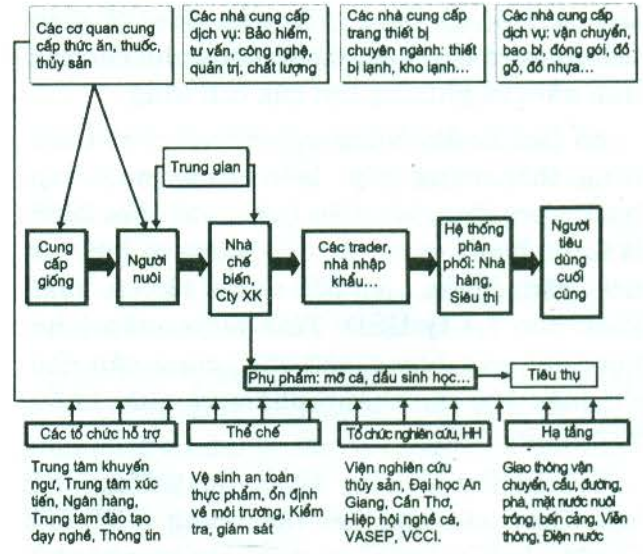 Các cơ quan cung
cấp thức ăn, thuốc,
thủy sản
Các nhà cung cấp
dịch vụ: Bảo hiểm,
tư vấn, công nghệ,
quản trị, chất lượng
Các nhà cung cấp
trang thiết bị
chuyên ngành: thiết
bị lạnh, kho lạnh...
Các nhà cung cấp
dịch vụ: vận chuyển,
bao bì, đóng gói, đồ
gỗ, đồ nhựa...
Trung gian
Cung
cấp
giống
Người
nuôi
Nhà
chế
biến,
Cty XK
Các trader,
nhà nhập
khẩu...
Hệ thống
phân
phối: Nhà
hàng,
Siêu thị
Người
tiêu
dùng
cuối
cùng
Phụ phẩm: mỡ cá, dầu sinh học...
Tiêu thụ
Các tổ chức hỗ trợ
Trung tâm khuyến
ngư, Trung tâm xúc
tiến, Ngân hàng,
Trung tâm đào tạo
dạy nghề, Thông tin
Thể chế
Vệ sinh an toàn
thực phẩm, ổn định
về môi trường, Kiểm
tra, giám sát
Tổ chức nghiên cứu, HH
Viện nghiên cứu
thủy sản, Đại học An
Giang, Cần Thơ,
Hiệp hội nghề cá,
VASEP, VCCI.
Hạ tầng
Giao thông vận
chuyển, cầu, đường,
phà, mặt nước nuôi
trồng, bến cảng, Viễn
thông, Điện nước